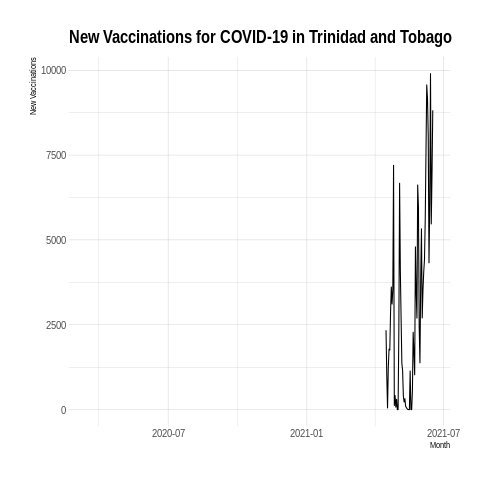 New Vaccinations for COVID-19 in Trinidad and Tobago
New Vaccinations
10000
7500
5000
2500
0
2020-07 2021-01 2021-07
Month